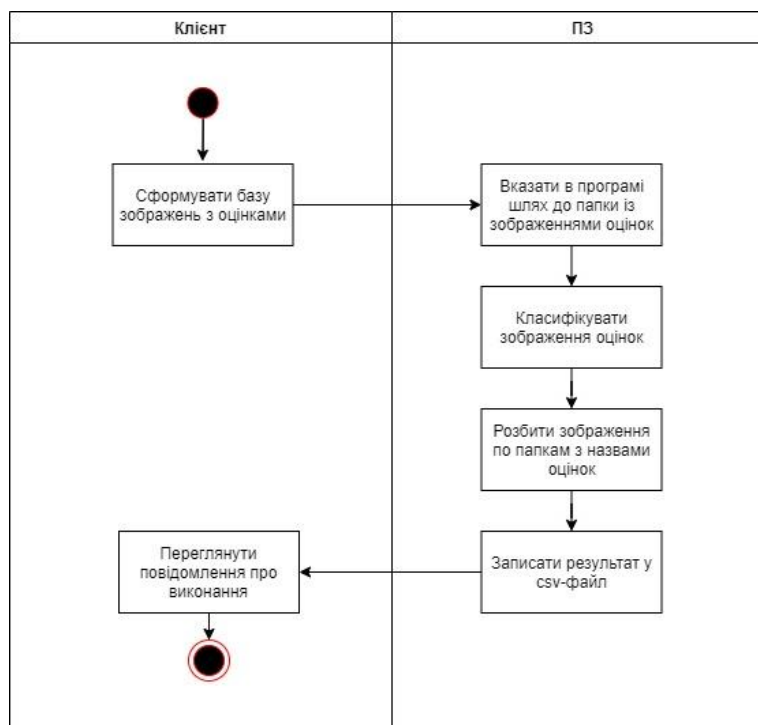 Клієнт
ПЗ
Сформувати базу
зображень з оцінками
Вказати в програмі
шлях до папки із
зображеннями оцінок
Класифікувати
зображення оцінок
Розбити зображення
по папкам з назвами
оцінок
Записати результат у
csv-файл
Переглянути
повідомлення про
виконання